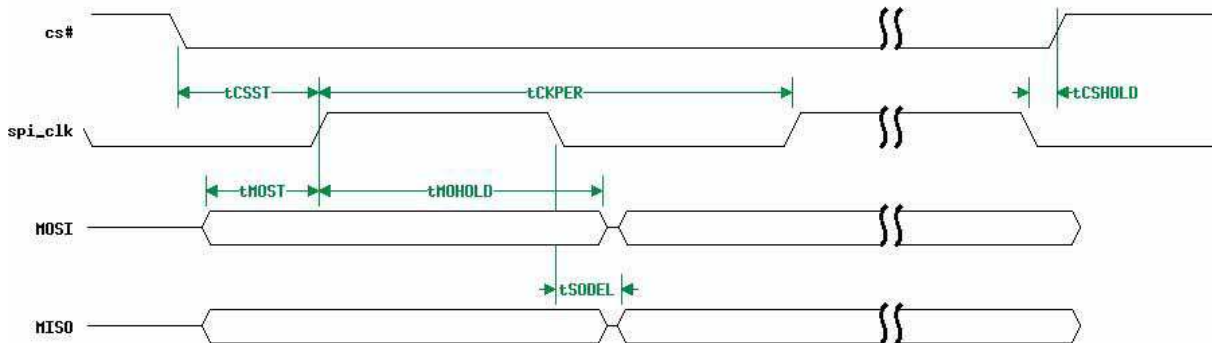 cs#
tCSST
tCKPER
tCSHOLD
spi_clk
tMOST
tMOHOLD
MOSI
tSODEL
MISO